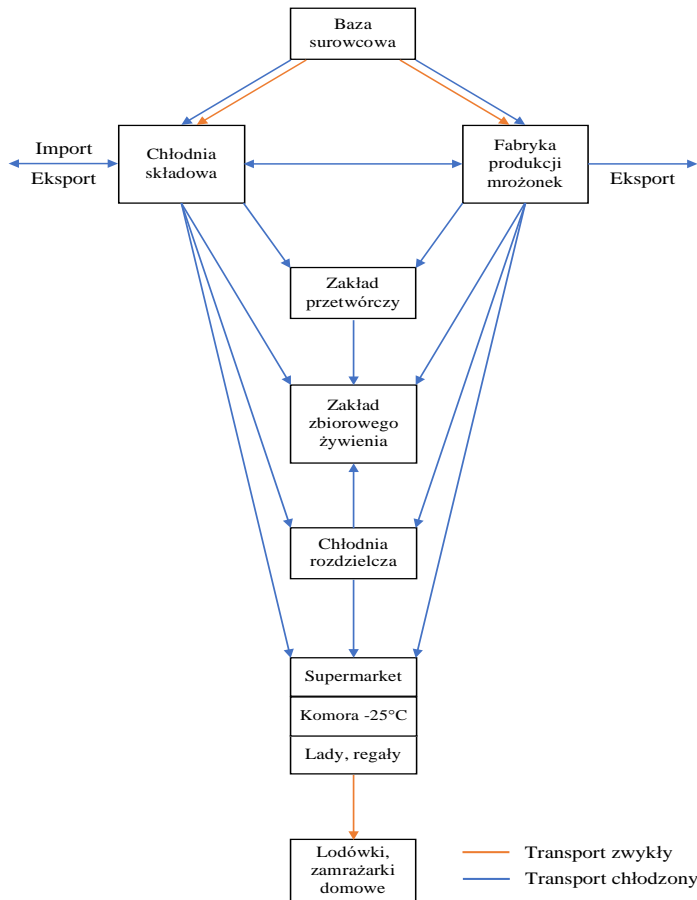 Baza
surowcowa
Import
Eksport
Chłodnia
składowa
Fabryka
produkcji
mrożonek
Eksport
Zakład
przetwórczy
Zakład
zbiorowego
żywienia
Chłodnia
rozdzielcza
Supermarket
Komora -25°C
Lady, regały
Lodówki,
zamrażarki
domowe
Transport zwykły
Transport chłodzony